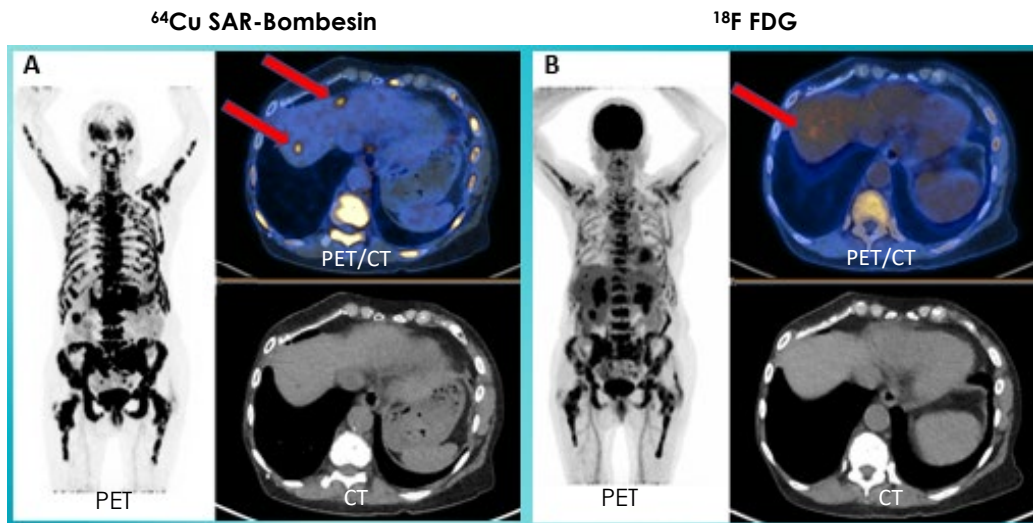 ⁶⁴Cu SAR-Bombesin
¹⁸F FDG
A
PET/CT
PET
CT
B
PET/CT
PET
CT